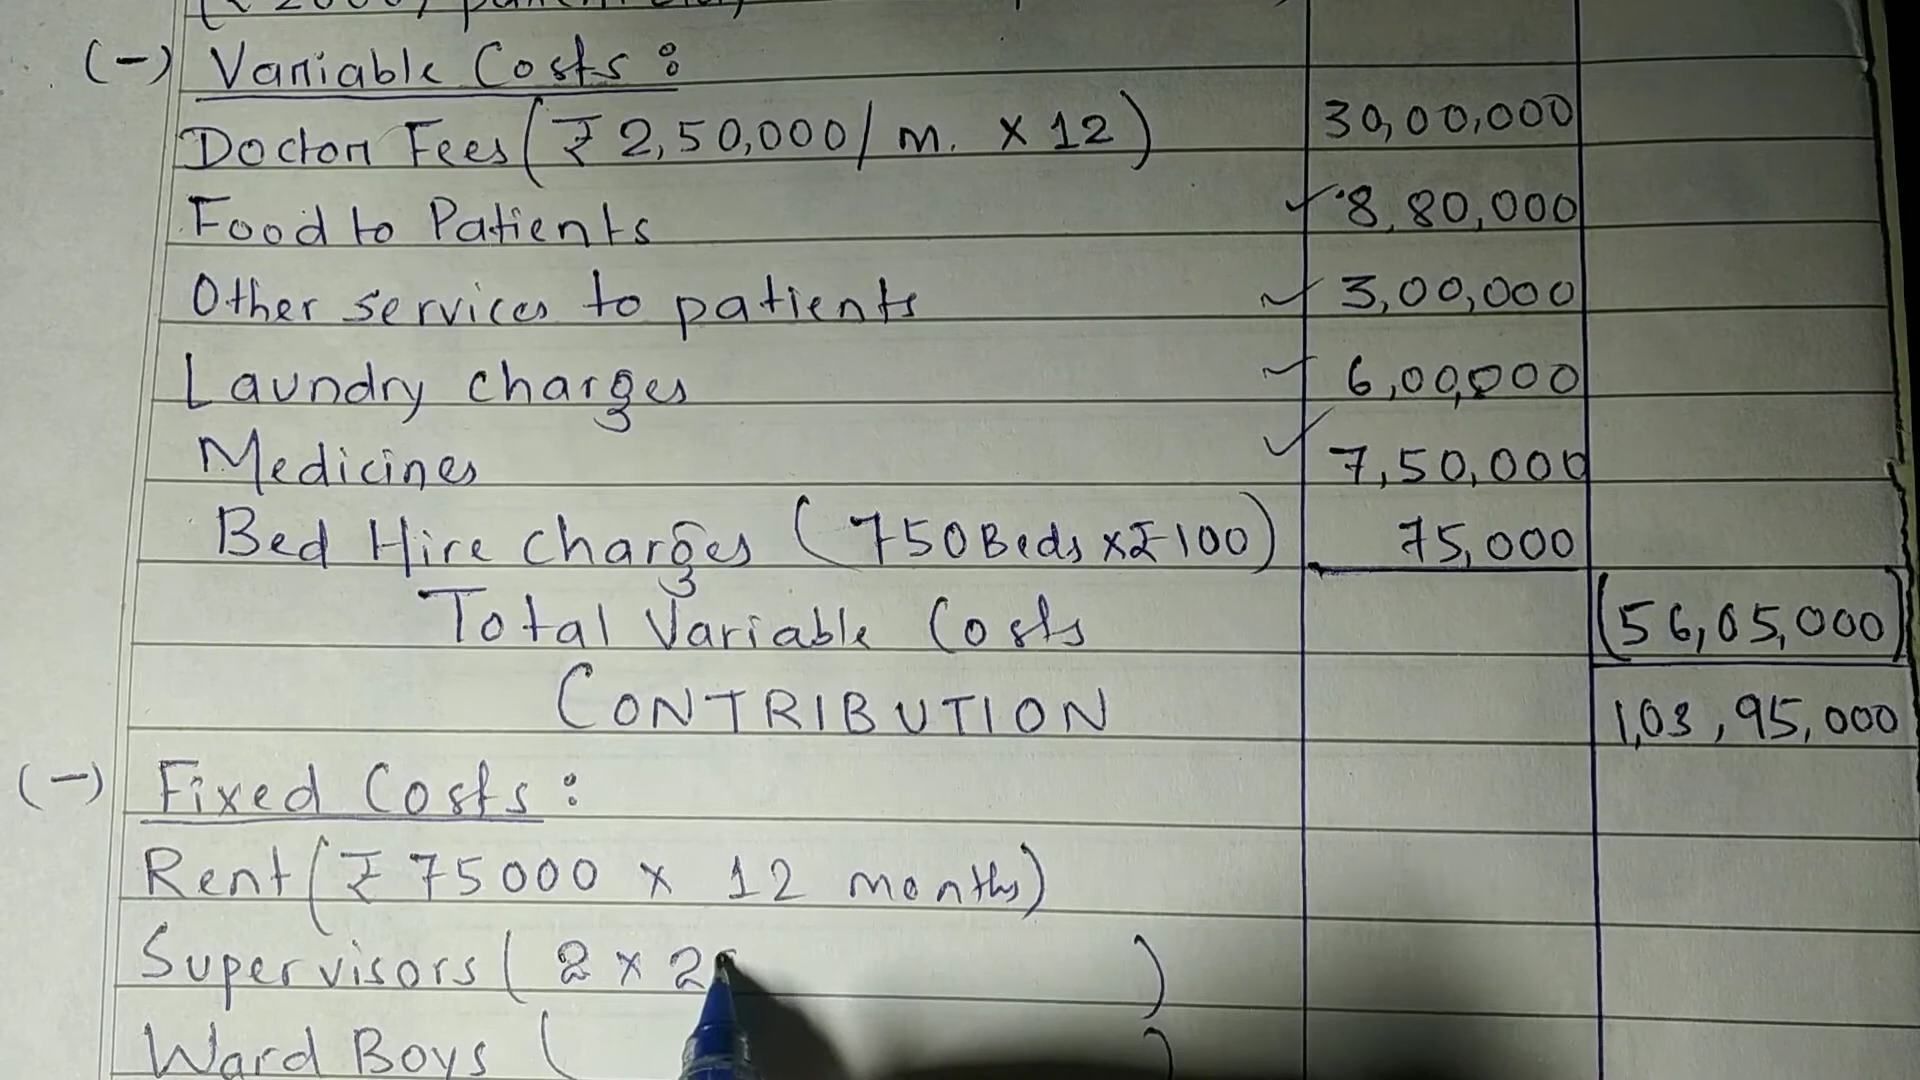 (-) Variable Costs :
Doctor Fees (₹2,50,000/m. × 12) 30,00,000
Food to Patients 8,80,000
Other services to patients 3,00,000
Laundry charges 6,00,000
Medicines 7,50,000
Bed Hire charges (750 Beds × ₹100) 75,000
Total Variable Costs (56,05,000)
CONTRIBUTION 1,03,95,000
(-) Fixed Costs :
Rent (₹75000 × 12 months)
Supervisors ( 2 × 2 )
Ward Boys ( )